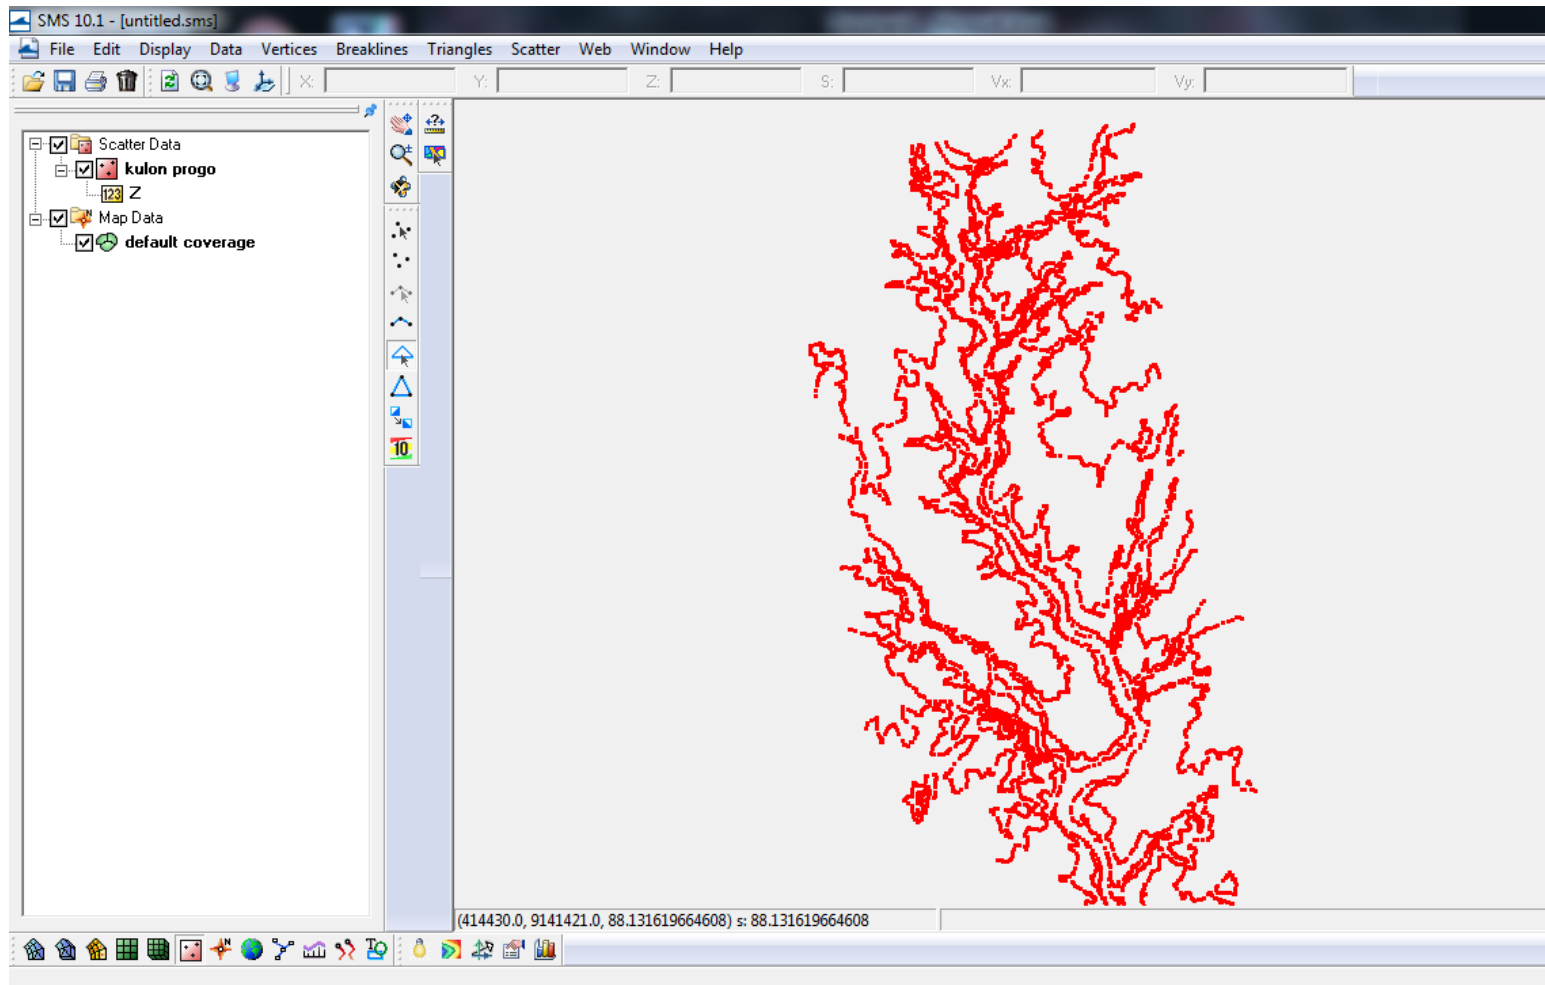 SMS 10.1 - [untitled.sms]
File Edit Display Data Vertices Breaklines Triangles Scatter Web Window Help
X: Y: Z: S: Vx: Vy:
Scatter Data
kulon progo
123 Z
Map Data
N
default coverage
10
(414430.0, 9141421.0, 88.131619664608) s: 88.131619664608